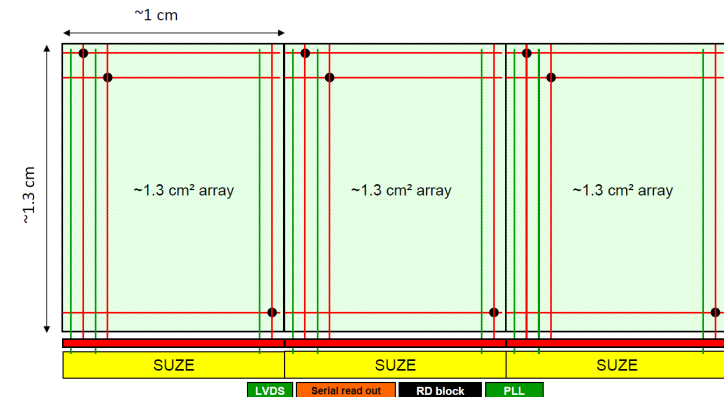 ~1 cm
~1.3 cm
~1.3 cm² array ~1.3 cm² array ~1.3 cm² array
SUZE SUZE SUZE
LVDS Serial read out RD block PLL